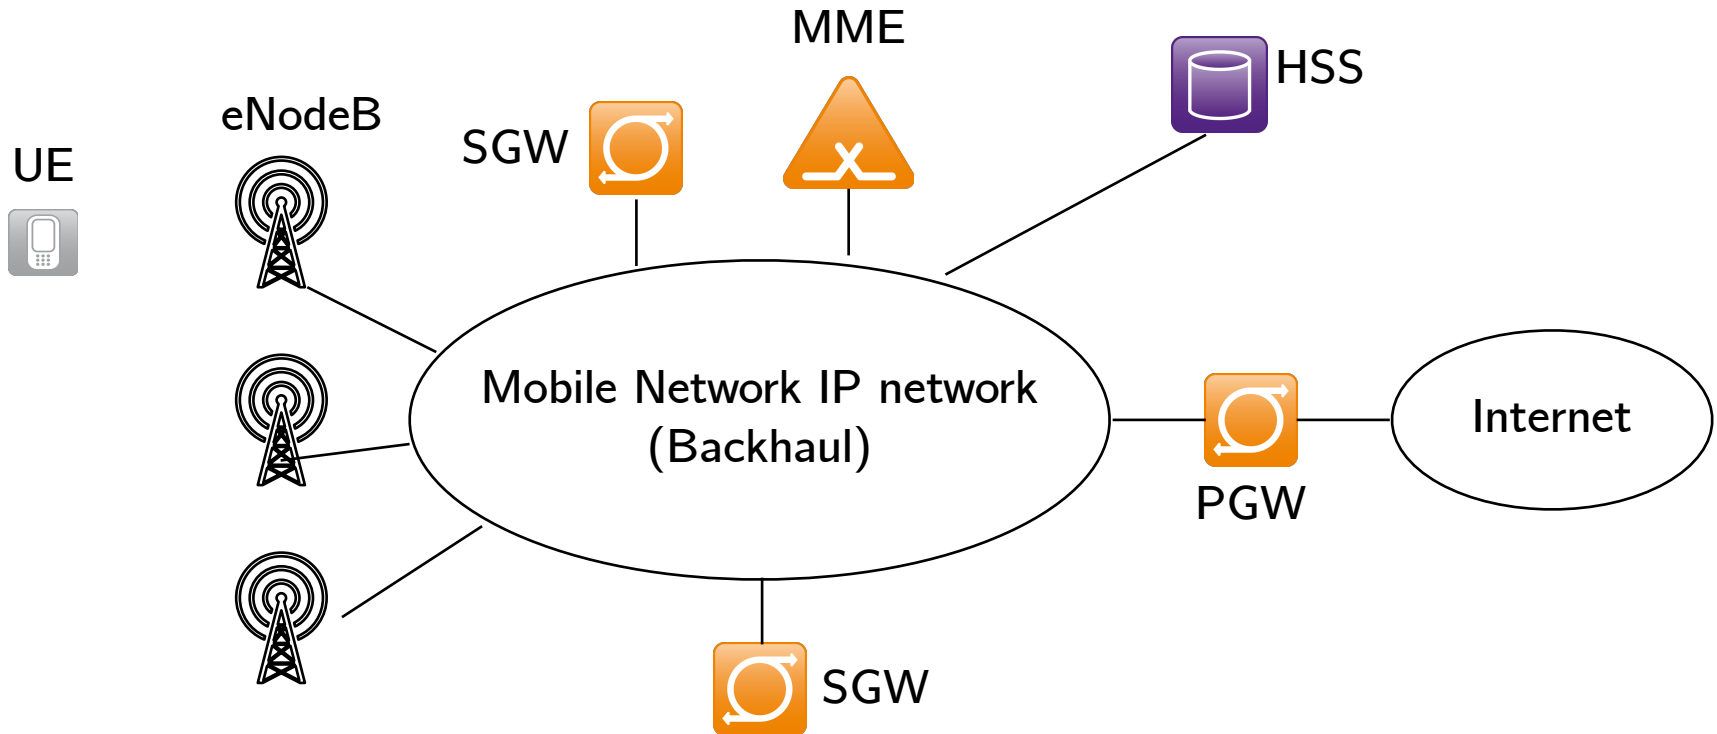 MME
HSS
eNodeB
SGW
UE
Mobile Network IP network
(Backhaul)
Internet
PGW
SGW